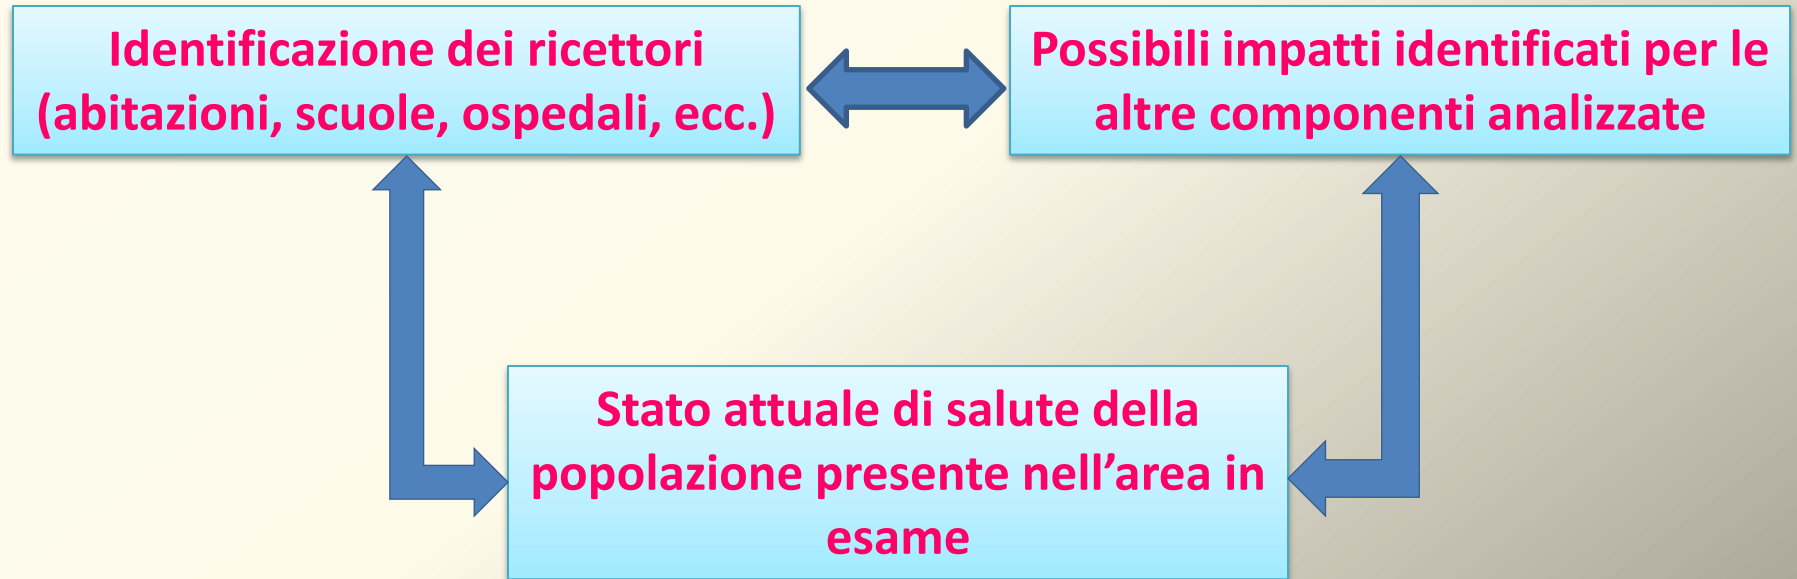 Identificazione dei ricettori
(abitazioni, scuole, ospedali, ecc.)
Possibili impatti identificati per le
altre componenti analizzate
Stato attuale di salute della
popolazione presente nell’area in
esame